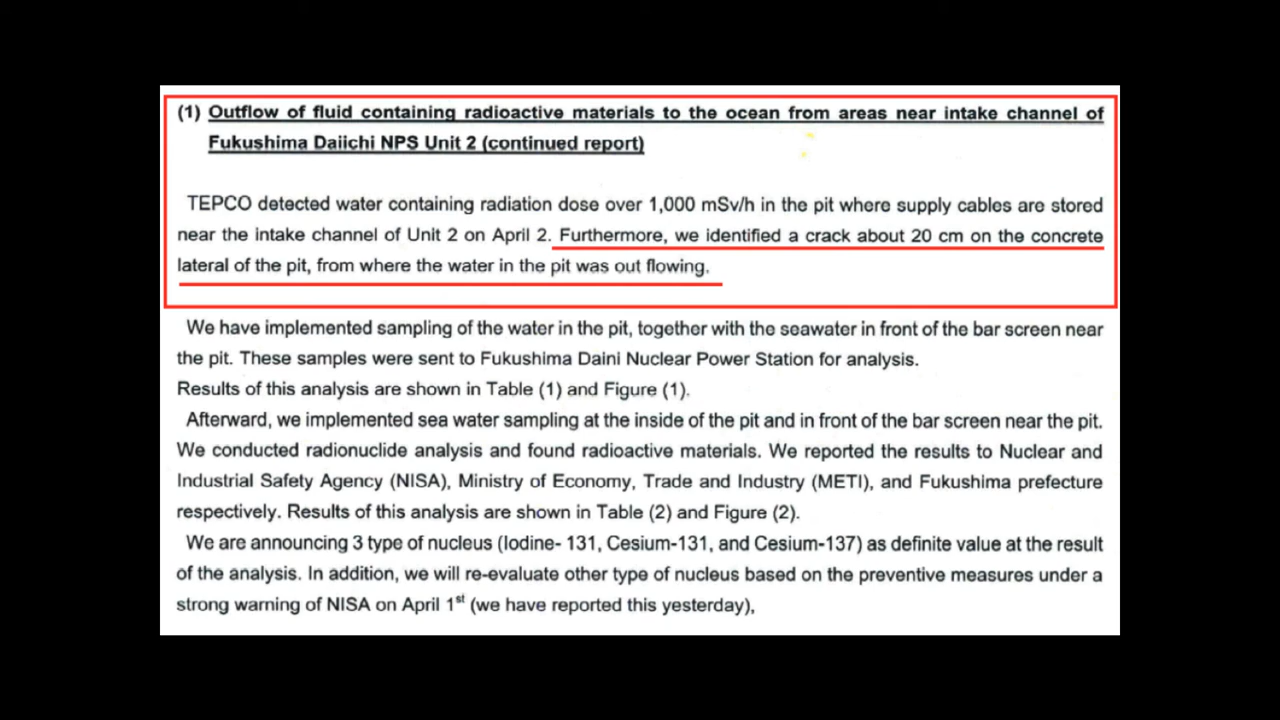 (1) Outflow of fluid containing radioactive materials to the ocean from areas near intake channel of
Fukushima Daiichi NPS Unit 2 (continued report)
TEPCO detected water containing radiation dose over 1,000 mSv/h in the pit where supply cables are stored
near the intake channel of Unit 2 on April 2. Furthermore, we identified a crack about 20 cm on the concrete
lateral of the pit, from where the water in the pit was out flowing.
We have implemented sampling of the water in the pit, together with the seawater in front of the bar screen near
the pit. These samples were sent to Fukushima Daini Nuclear Power Station for analysis.
Results of this analysis are shown in Table (1) and Figure (1).
Afterward, we implemented sea water sampling at the inside of the pit and in front of the bar screen near the pit.
We conducted radionuclide analysis and found radioactive materials. We reported the results to Nuclear and
Industrial Safety Agency (NISA), Ministry of Economy, Trade and Industry (METI), and Fukushima prefecture
respectively. Results of this analysis are shown in Table (2) and Figure (2).
We are announcing 3 type of nucleus (Iodine- 131, Cesium-131, and Cesium-137) as definite value at the result
of the analysis. In addition, we will re-evaluate other type of nucleus based on the preventive measures under a
strong warning of NISA on April 1st (we have reported this yesterday),